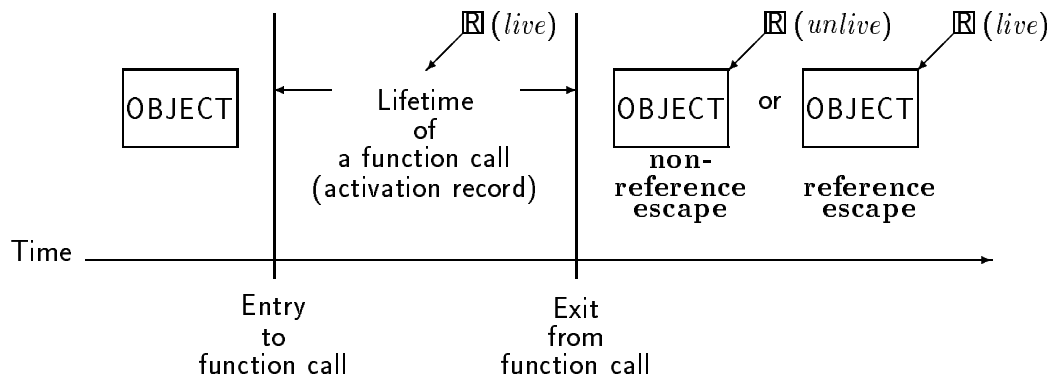 ℝ (live)
ℝ (unlive)
ℝ (live)
OBJECT
Lifetime
of
a function call
(activation record)
OBJECT
or
OBJECT
non-
reference
escape
reference
escape
Time
Entry
to
function call
Exit
from
function call